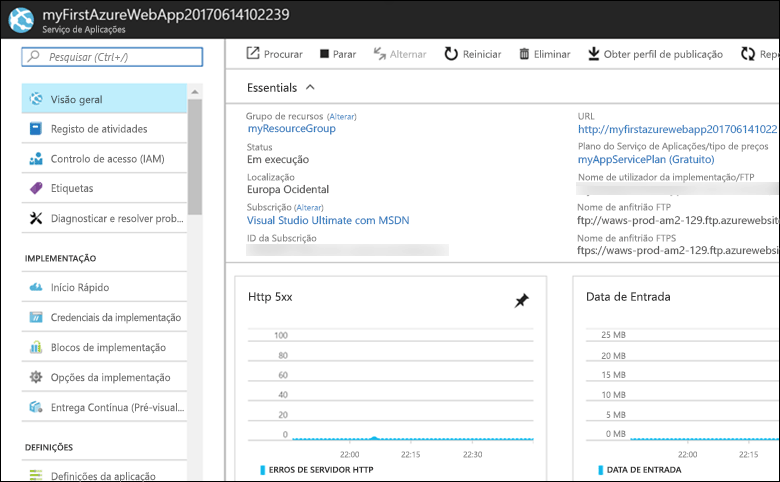 myFirstAzureWebApp20170614102239
Serviço de Aplicações
Pesquisar (Ctrl+/)
Procurar
Parar
Alternar
Reiniciar
Eliminar
Obter perfil de publicação
Repo
Visão geral
Registo de atividades
Controlo de acesso (IAM)
Etiquetas
Diagnosticar e resolver prob...
IMPLEMENTAÇÃO
Início Rápido
Credenciais da implementação
Blocos de implementação
Opções da implementação
Entrega Contínua (Pré-visual...
DEFINIÇÕES
Definições da aplicação
Essentials
Grupo de recursos (Alterar)
myResourceGroup
Status
Em execução
Localização
Europa Ocidental
Subscrição (Alterar)
Visual Studio Ultimate com MSDN
ID da Subscrição
URL
http://myfirstazurewebapp201706141022
Plano do Serviço de Aplicações/tipo de preços
myAppServicePlan (Gratuito)
Nome de utilizador da implementação/FTP
Nome de anfitrião FTP
ftp://waws-prod-am2-129.ftp.azurewebsit
Nome de anfitrião FTPS
ftps://waws-prod-am2-129.ftp.azurewebsi
Http 5xx
100
80
60
40
20
0
22:00
22:15
22:30
ERROS DE SERVIDOR HTTP
Data de Entrada
25 MB
20 MB
15 MB
10 MB
5 MB
0 MB
22:00
22:15
DATA DE ENTRADA